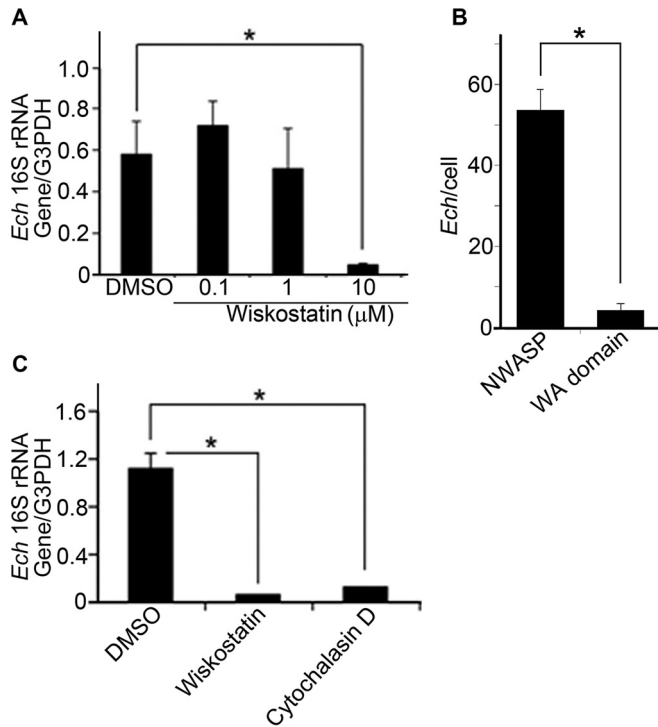 A
*
Ech 16S rRNA
Gene/G3PDH
1.0
0.8
0.6
0.4
0.2
0
DMSO 0.1 1 10
Wiskostatin (μM)
B
*
Ech/cell
60
40
20
0
NWASP
WA domain
C
*
*
Ech 16S rRNA
Gene/G3PDH
1.6
1.2
0.8
0.4
0
DMSO
Wiskostatin
Cytochalasin D